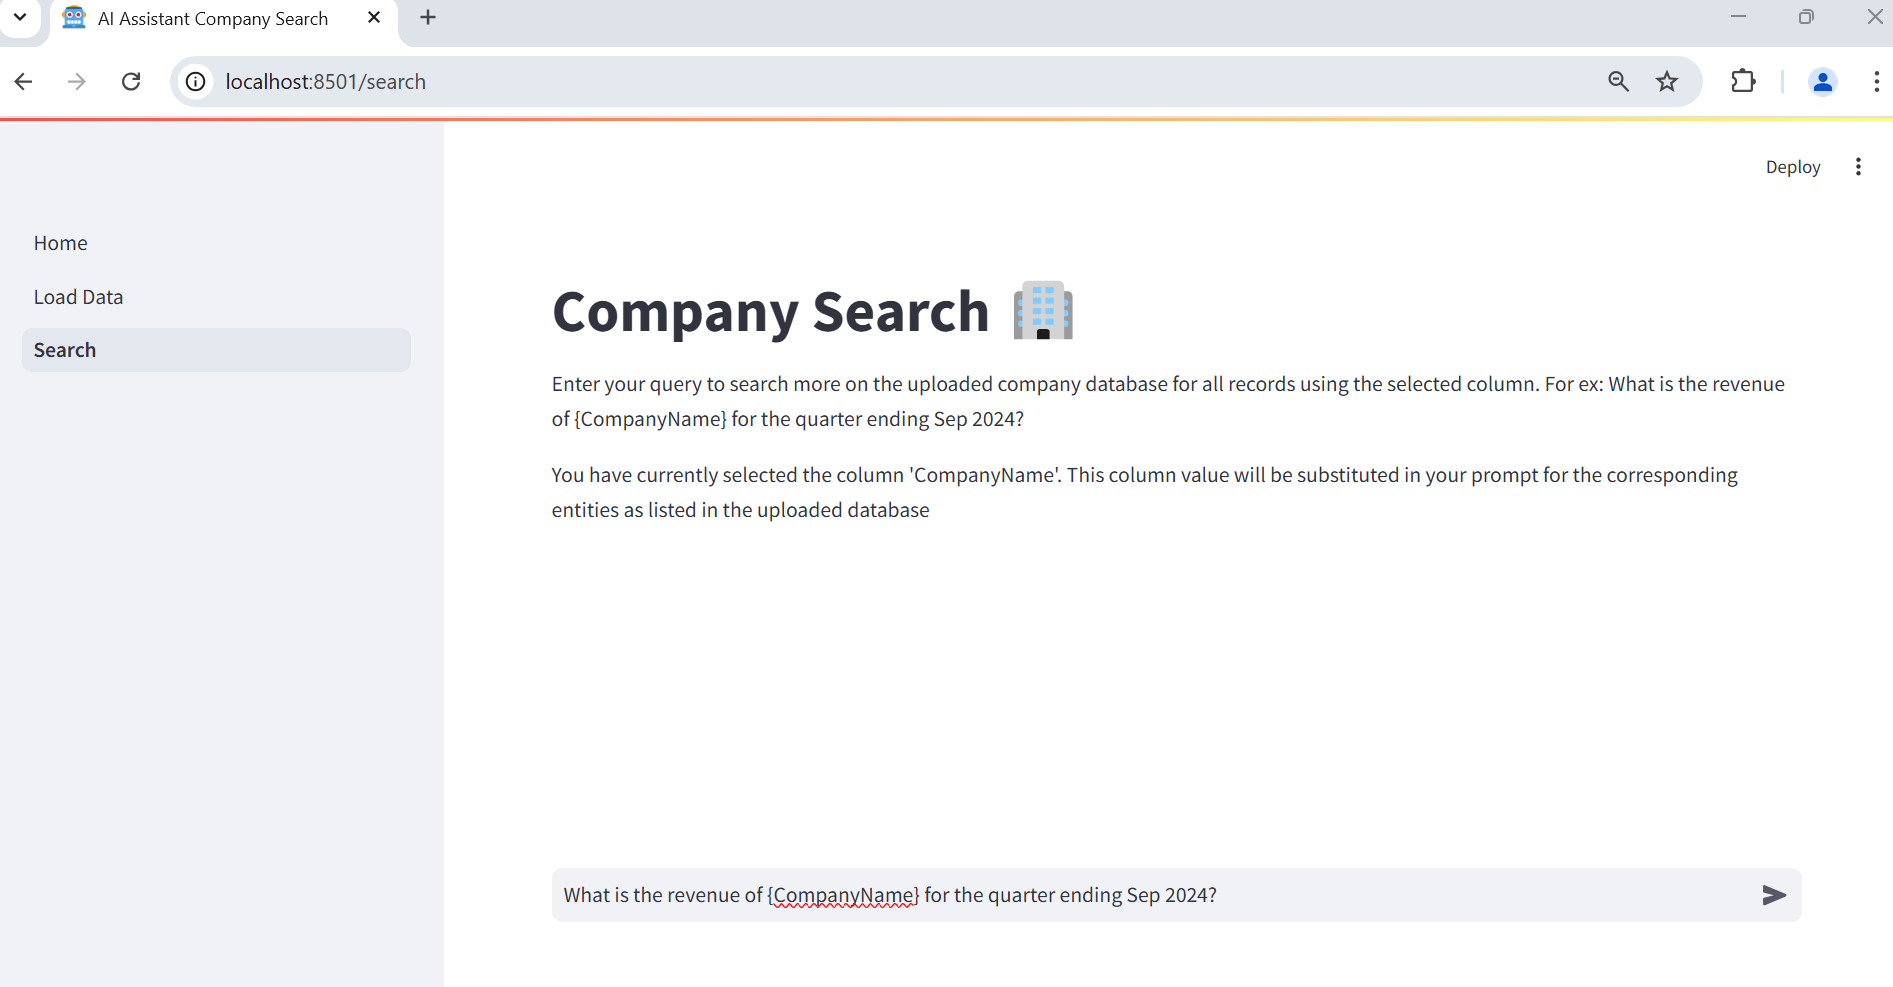 AI Assistant Company Search
localhost:8501/search
Deploy
Home
Load Data
Search
Company Search
Enter your query to search more on the uploaded company database for all records using the selected column. For ex: What is the revenue
of {CompanyName} for the quarter ending Sep 2024?
You have currently selected the column 'CompanyName'. This column value will be substituted in your prompt for the corresponding
entities as listed in the uploaded database
What is the revenue of {CompanyName} for the quarter ending Sep 2024?